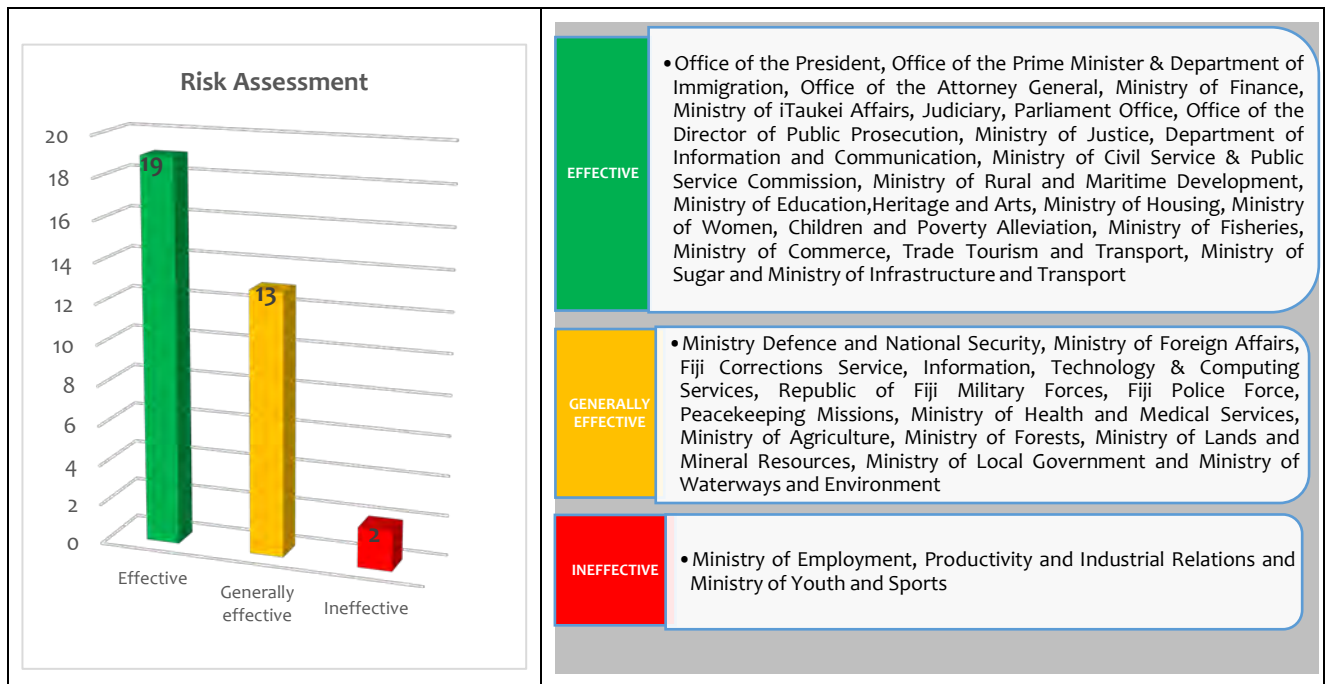 Risk Assessment
20
18
16
14
12
10
8
6
4
2
0
19
13
2
Effective
Generally
effective
Ineffective
EFFECTIVE
•Office of the President, Office of the Prime Minister & Department of
Immigration, Office of the Attorney General, Ministry of Finance,
Ministry of iTaukei Affairs, Judiciary, Parliament Office, Office of the
Director of Public Prosecution, Ministry of Justice, Department of
Information and Communication, Ministry of Civil Service & Public
Service Commission, Ministry of Rural and Maritime Development,
Ministry of Education,Heritage and Arts, Ministry of Housing, Ministry
of Women, Children and Poverty Alleviation, Ministry of Fisheries,
Ministry of Commerce, Trade Tourism and Transport, Ministry of
Sugar and Ministry of Infrastructure and Transport
GENERALLY
EFFECTIVE
•Ministry Defence and National Security, Ministry of Foreign Affairs,
Fiji Corrections Service, Information, Technology & Computing
Services, Republic of Fiji Military Forces, Fiji Police Force,
Peacekeeping Missions, Ministry of Health and Medical Services,
Ministry of Agriculture, Ministry of Forests, Ministry of Lands and
Mineral Resources, Ministry of Local Government and Ministry of
Waterways and Environment
INEFFECTIVE
•Ministry of Employment, Productivity and Industrial Relations and
Ministry of Youth and Sports